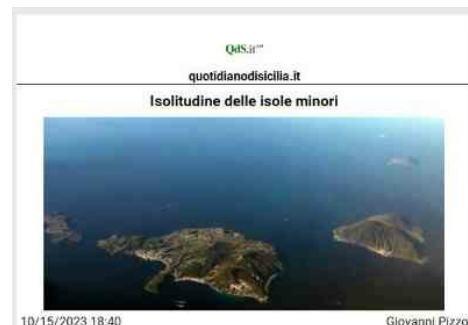 QdS.it
quotidianodisicilia.it
Isolitudine delle isole minori
10/15/2023 18:40 Giovanni Pizzo